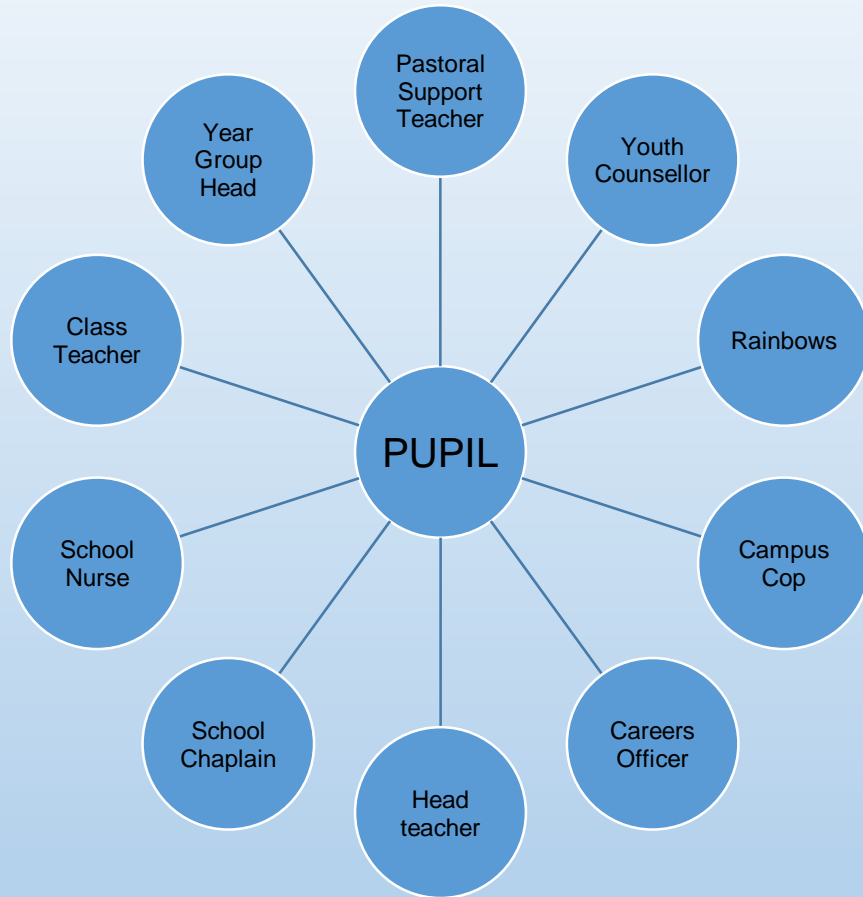 Pastoral
Support
Teacher
Youth
Counsellor
Rainbows
Campus
Cop
Careers
Officer
Head
teacher
School
Chaplain
School
Nurse
Class
Teacher
Year
Group
Head
PUPIL